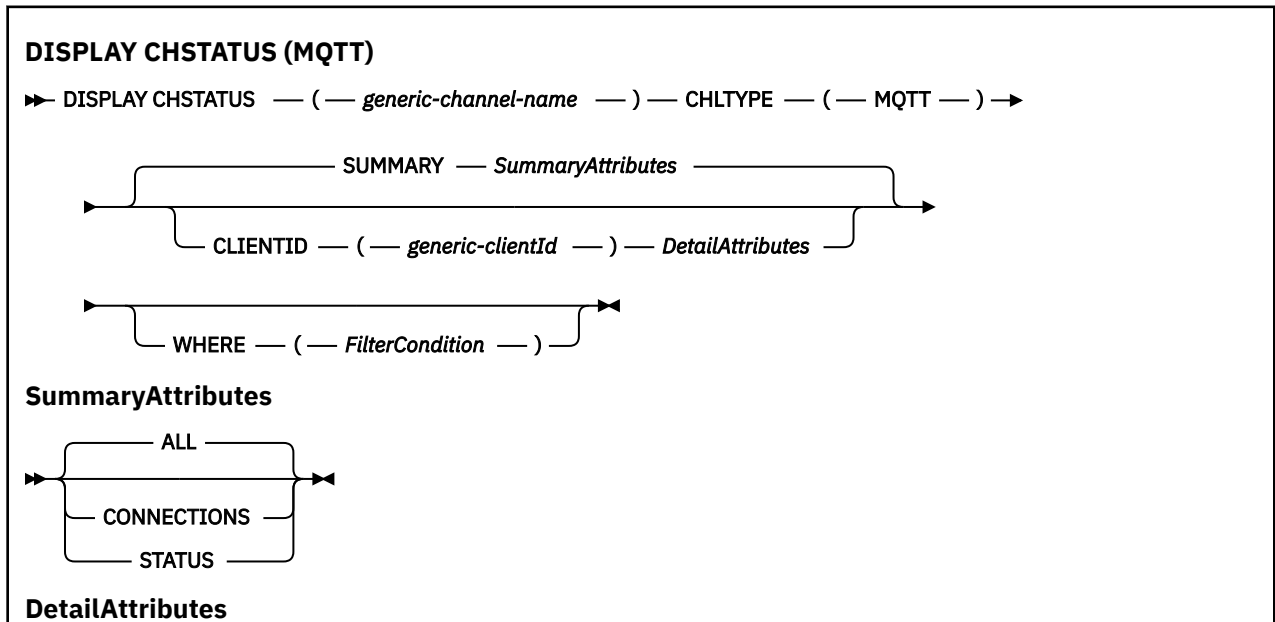 DISPLAY CHSTATUS (MQTT)
DISPLAY CHSTATUS ( generic-channel-name ) CHLTYPE ( MQTT )
SUMMARY SummaryAttributes
CLIENTID ( generic-clientId ) DetailAttributes
WHERE ( FilterCondition )
SummaryAttributes
ALL
CONNECTIONS
STATUS
DetailAttributes